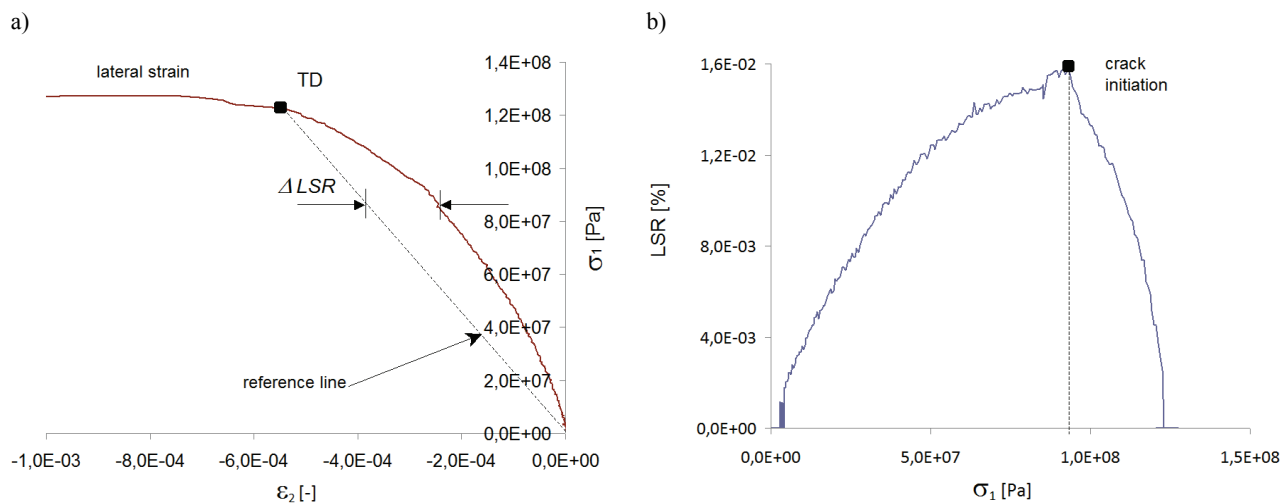 a)
lateral strain
TD
Δ LSR
reference line
1,4E+08
1,2E+08
1,0E+08
8,0E+07
6,0E+07
4,0E+07
2,0E+07
0,0E+00
σ1 [Pa]
-1,0E-03 -8,0E-04 -6,0E-04 -4,0E-04 -2,0E-04 0,0E+00
ε2 [-]
b)
crack
initiation
1,6E-02
1,2E-02
8,0E-03
4,0E-03
0,0E+00
LSR [%]
0,0E+00 5,0E+07 1,0E+08 1,5E+08
σ1 [Pa]